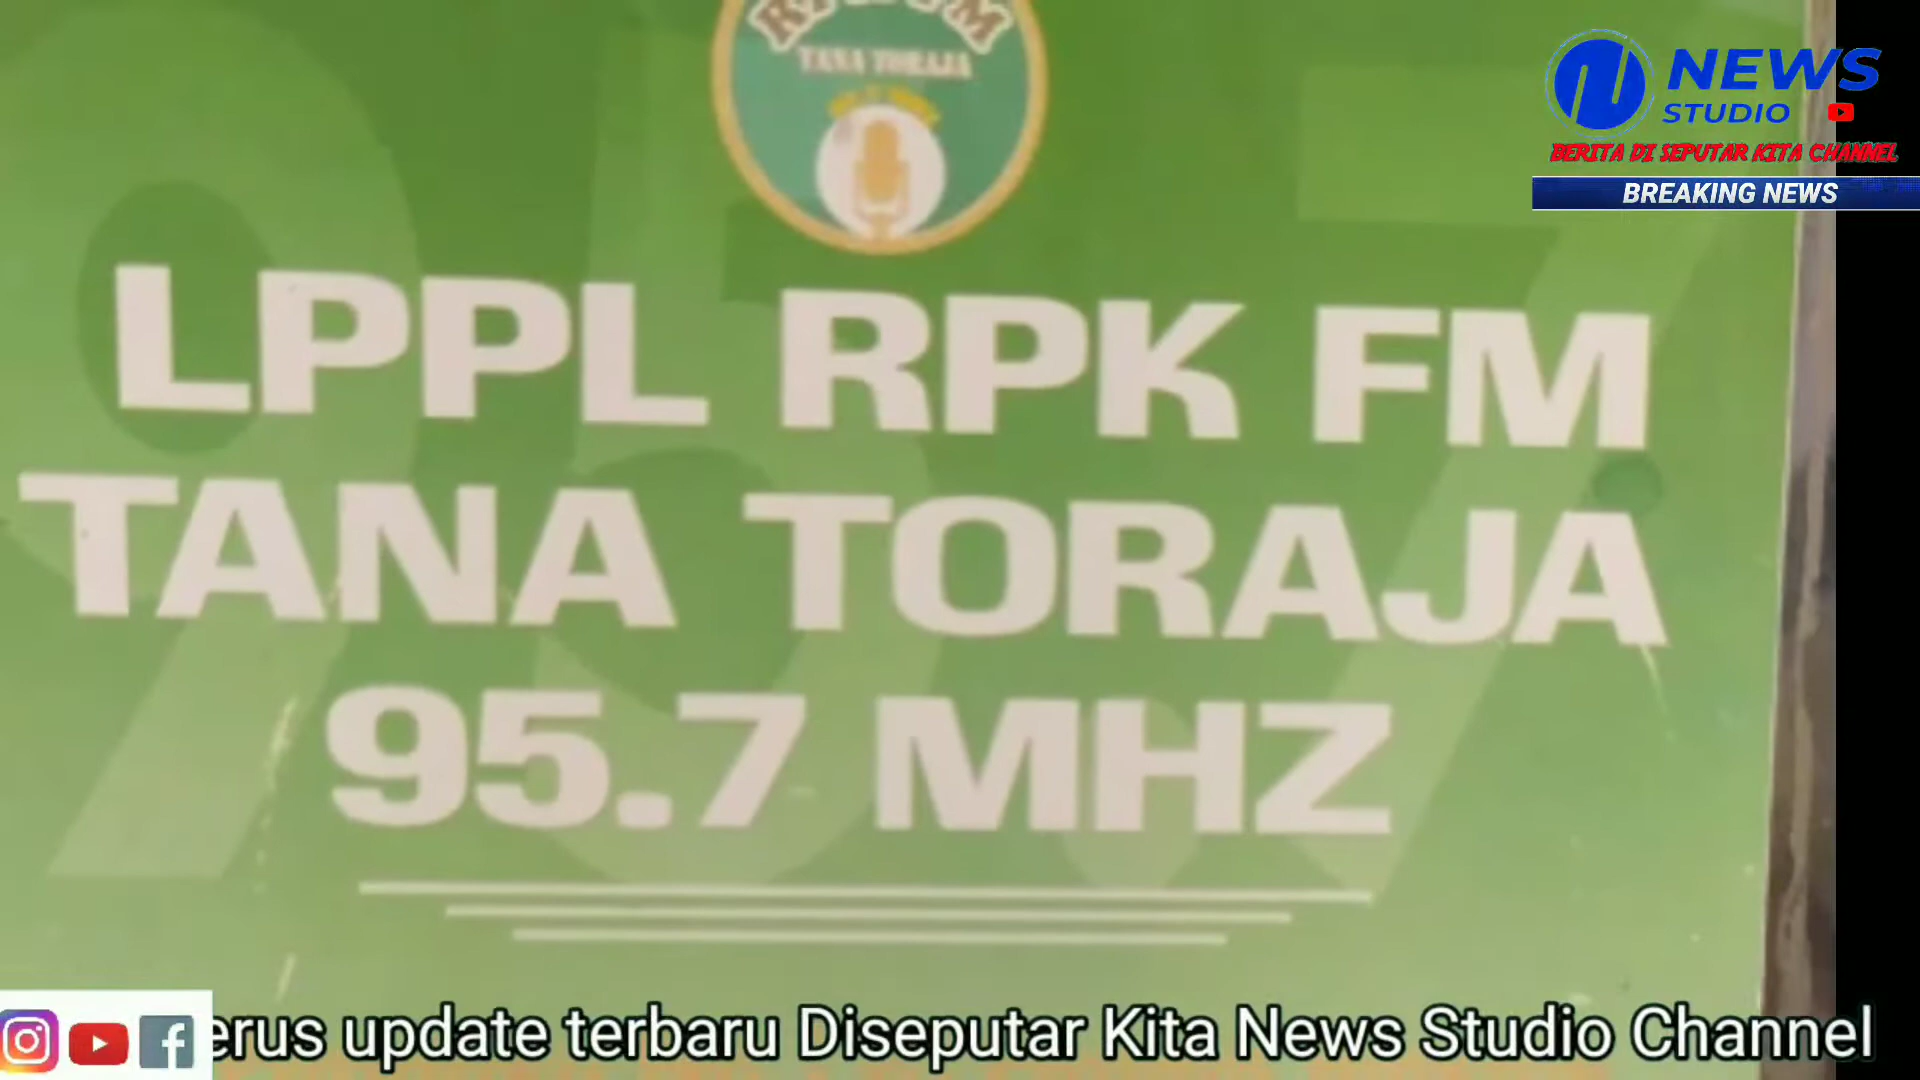 TANA TORAJA
NEWS
STUDIO
BERITA DI SEPUTAR KITA CHANNEL
BREAKING NEWS
LPPL RPK FM
TANA TORAJA
95.7 MHZ
erus update terbaru Diseputar Kita News Studio Channel